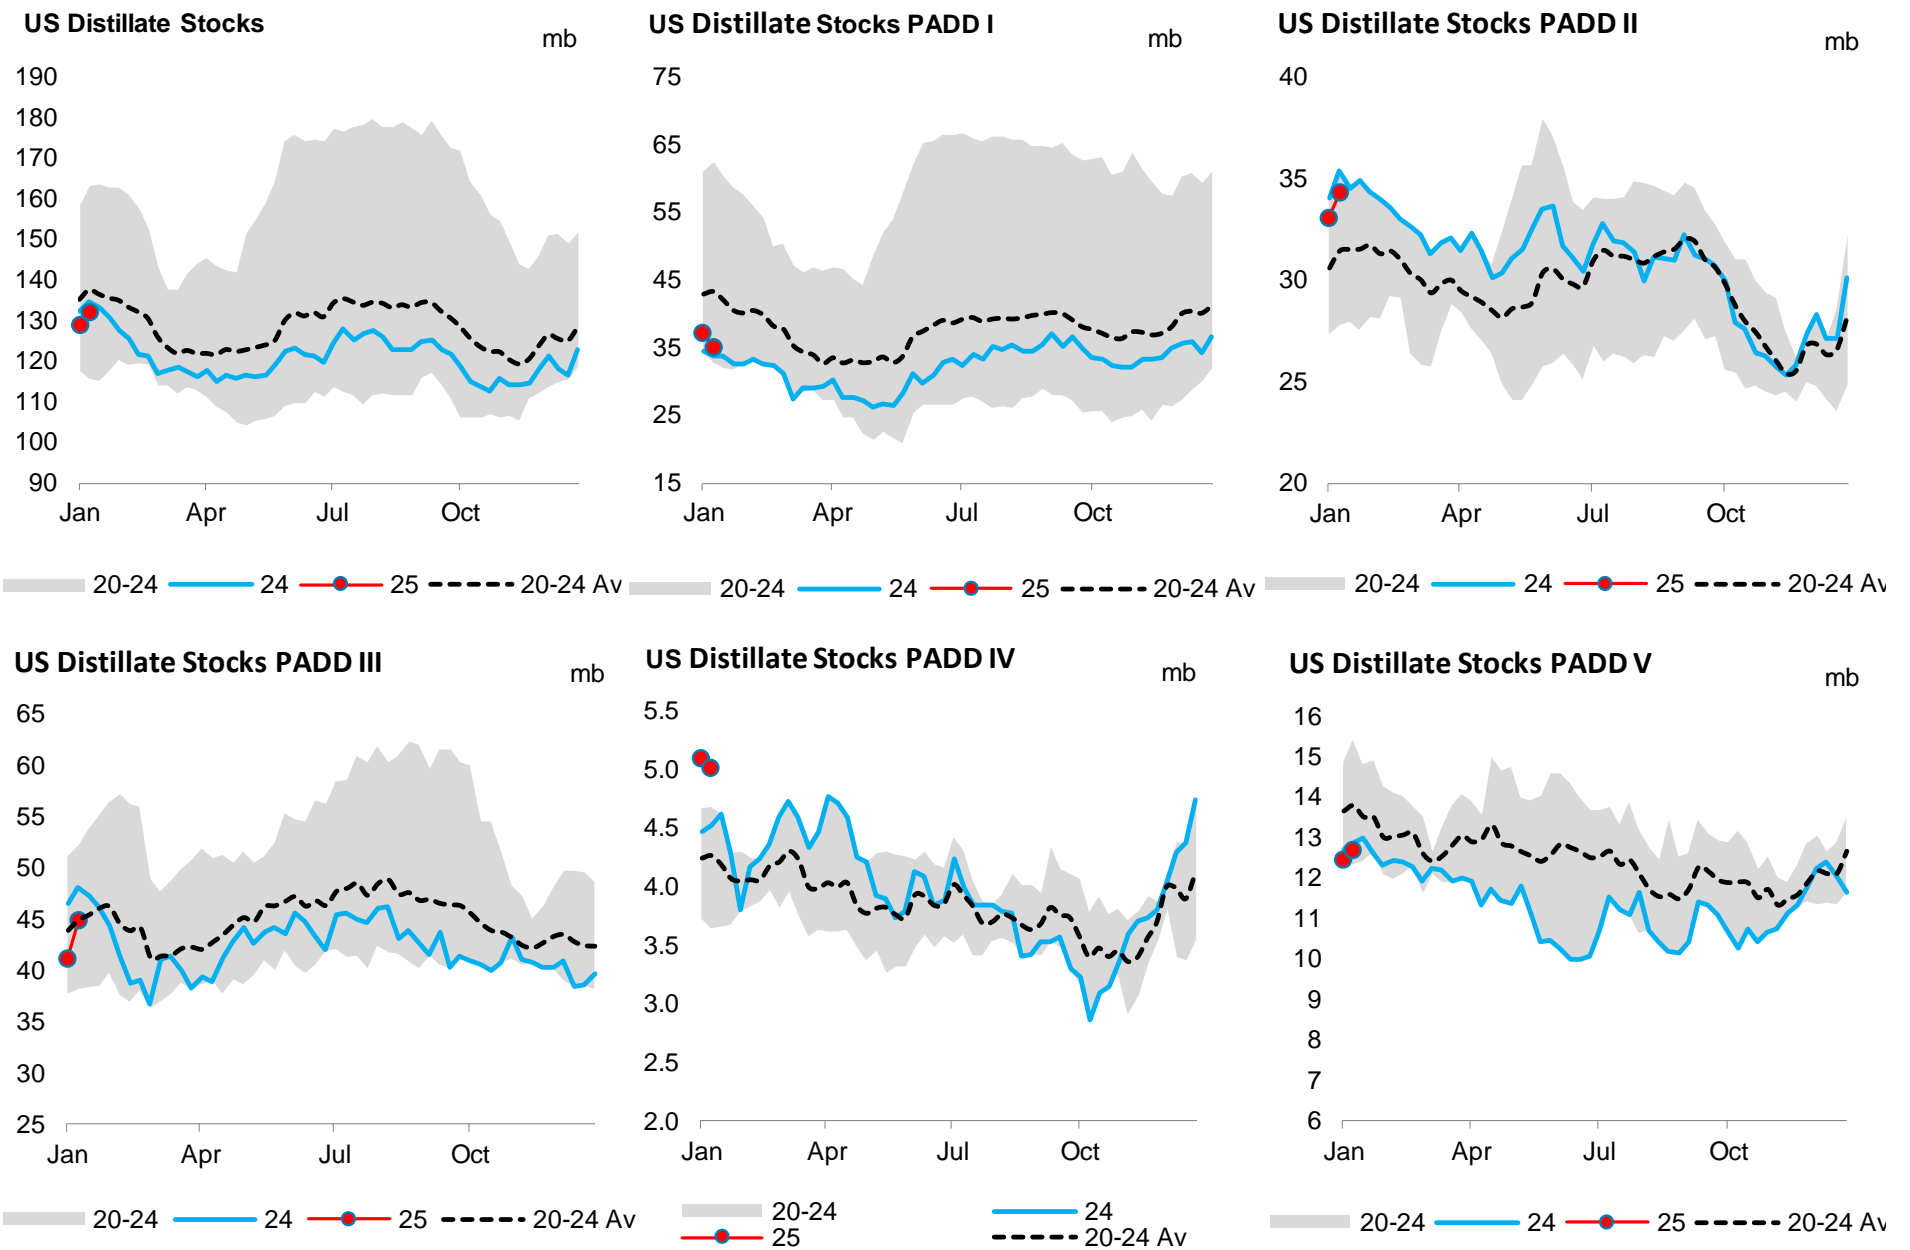 US Distillate Stocks
mb
190
180
170
160
150
140
130
120
110
100
90
Jan Apr Jul Oct
20-24 24 25 20-24 Av
US Distillate Stocks PADD I
mb
75
65
55
45
35
25
15
Jan Apr Jul Oct
20-24 24 25 20-24 Av
US Distillate Stocks PADD II
mb
40
35
30
25
20
Jan Apr Jul Oct
20-24 24 25 20-24 Av
US Distillate Stocks PADD III
mb
65
60
55
50
45
40
35
30
25
Jan Apr Jul Oct
20-24 24 25 20-24 Av
US Distillate Stocks PADD IV
mb
5.5
5.0
4.5
4.0
3.5
3.0
2.5
2.0
Jan Apr Jul Oct
20-24 24
25 20-24 Av
US Distillate Stocks PADD V
mb
16
15
14
13
12
11
10
9
8
7
6
Jan Apr Jul Oct
20-24 24 25 20-24 Av